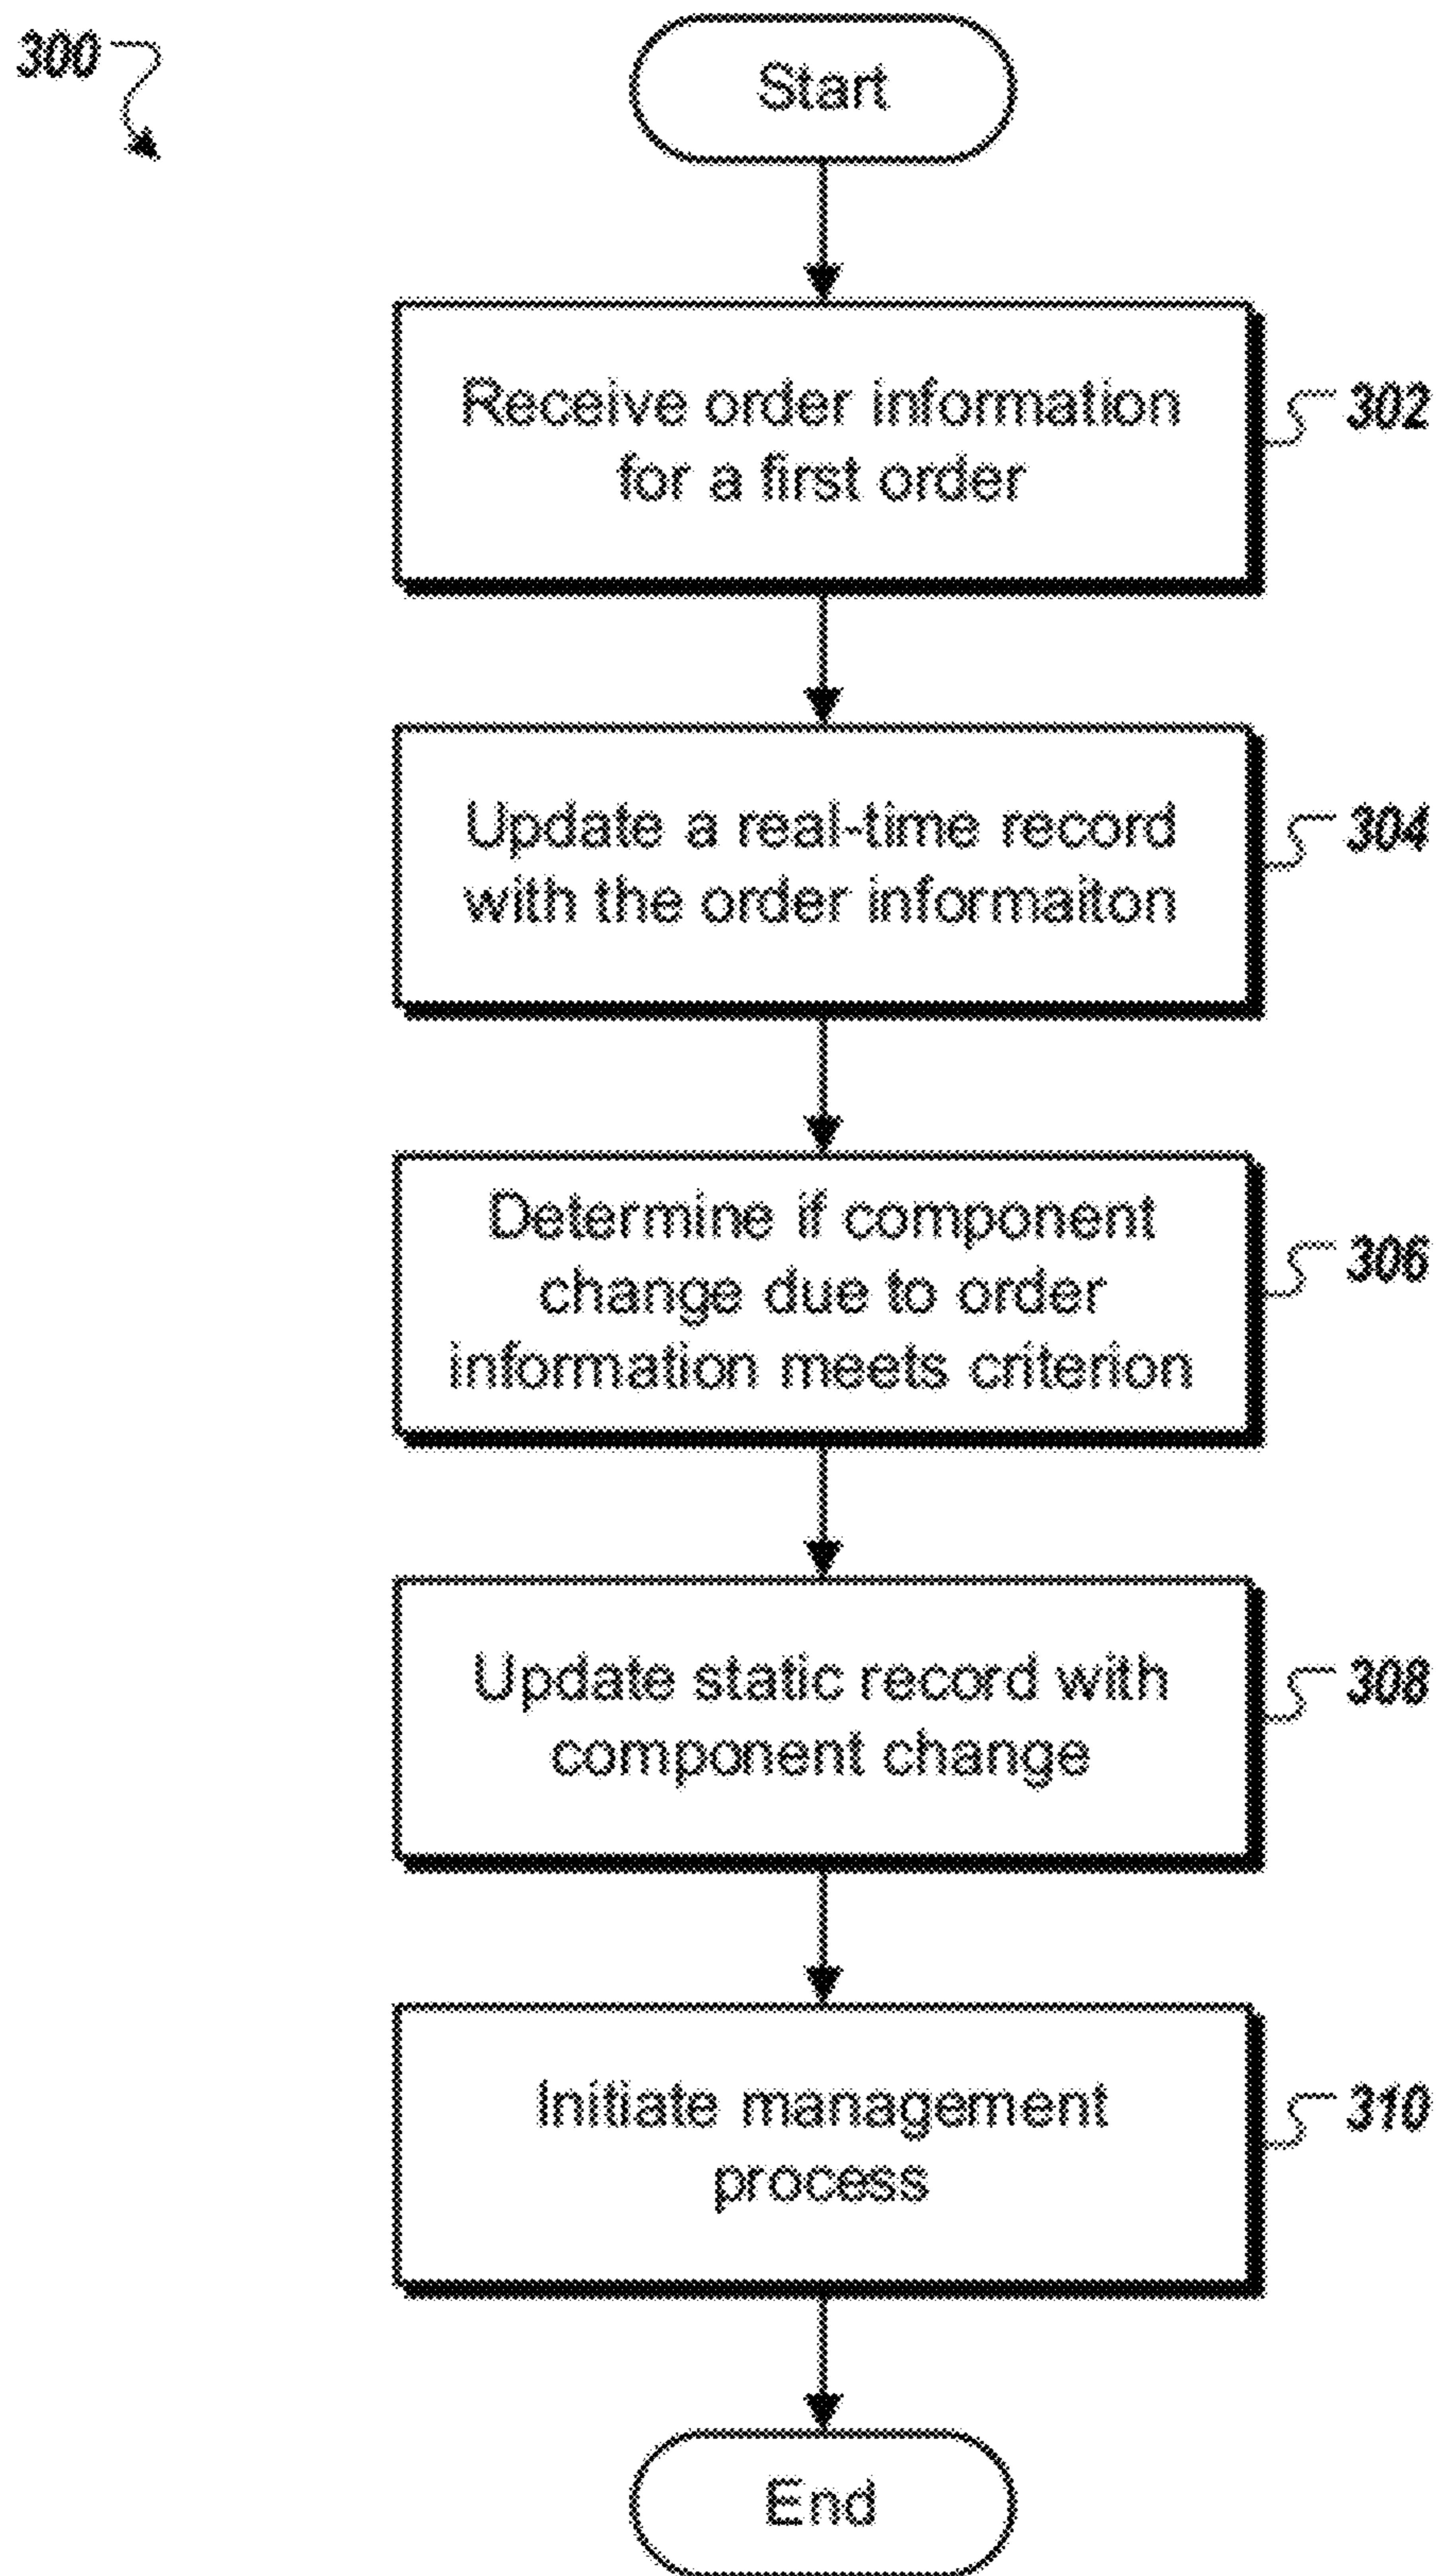 300
Start
Receive order information
for a first order
302
Update a real-time record
with the order informaiton
304
Determine if component
change due to order
information meets criterion
306
Update static record with
component change
308
Initiate management
process
310
End